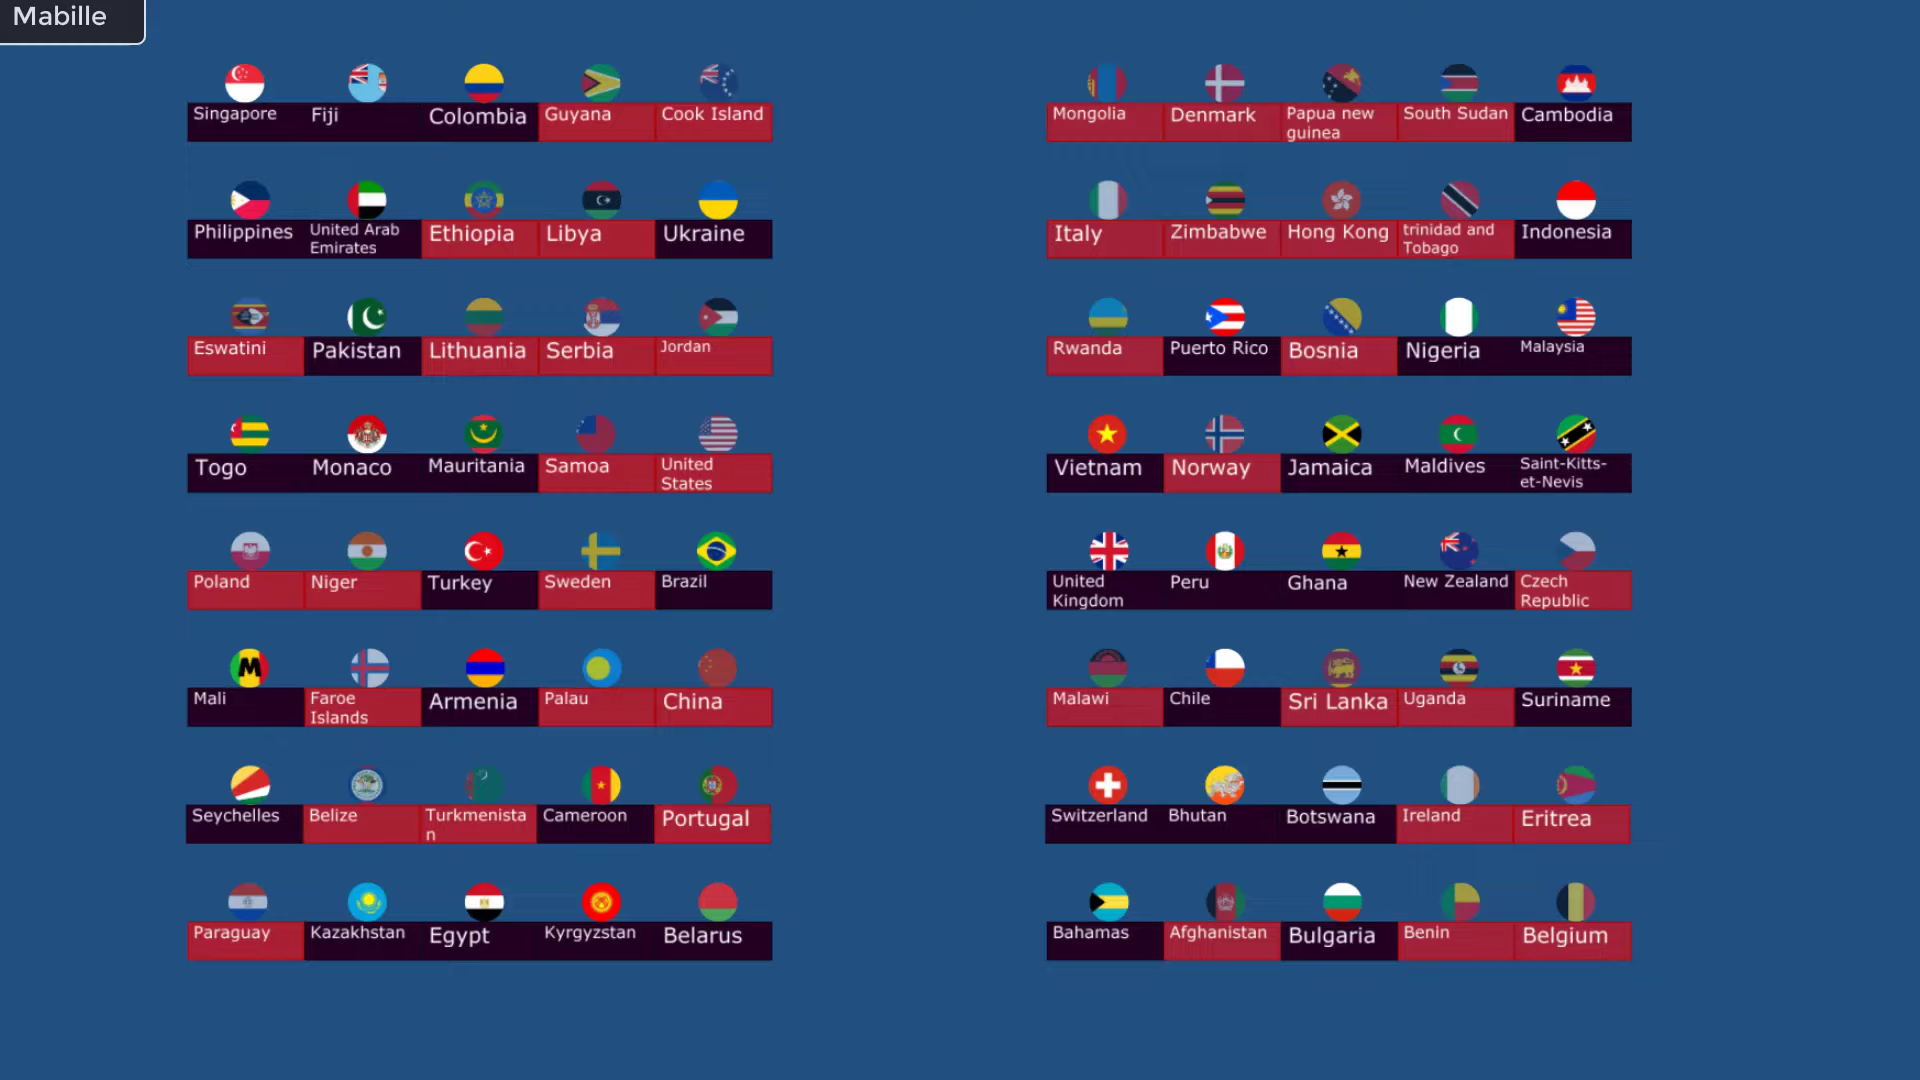 Mabille
Singapore Fiji Colombia Guyana Cook Island
Philippines United Arab Emirates Ethiopia Libya Ukraine
Eswatini Pakistan Lithuania Serbia Jordan
Togo Monaco Mauritania Samoa United States
Poland Niger Turkey Sweden Brazil
Mali Faroe Islands Armenia Palau China
Seychelles Belize Turkmenistan Cameroon Portugal
Paraguay Kazakhstan Egypt Kyrgyzstan Belarus
Mongolia Denmark Papua new guinea South Sudan Cambodia
Italy Zimbabwe Hong Kong trinidad and Tobago Indonesia
Rwanda Puerto Rico Bosnia Nigeria Malaysia
Vietnam Norway Jamaica Maldives Saint-Kitts-et-Nevis
United Kingdom Peru Ghana New Zealand Czech Republic
Malawi Chile Sri Lanka Uganda Suriname
Switzerland Bhutan Botswana Ireland Eritrea
Bahamas Afghanistan Bulgaria Benin Belgium